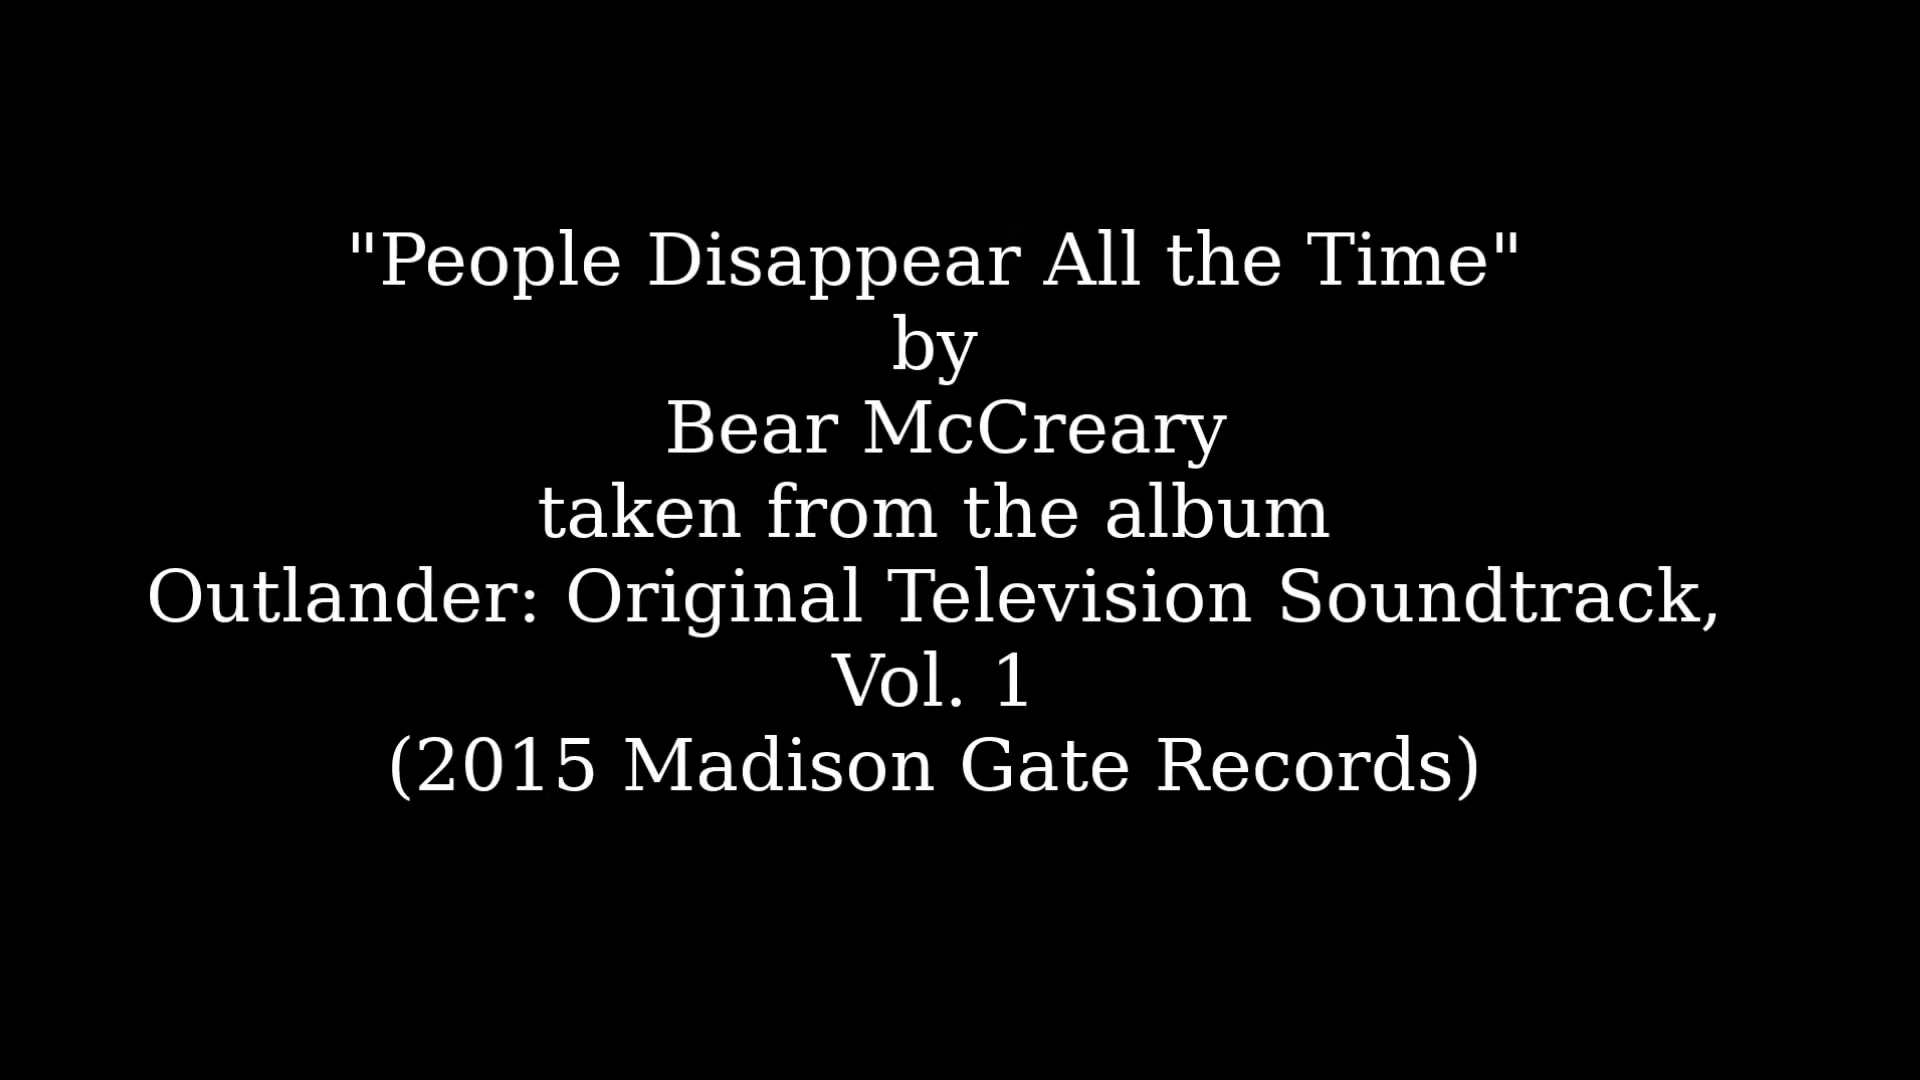 "People Disappear All the Time"
by
Bear McCreary
taken from the album
Outlander: Original Television Soundtrack,
Vol. 1
(2015 Madison Gate Records)